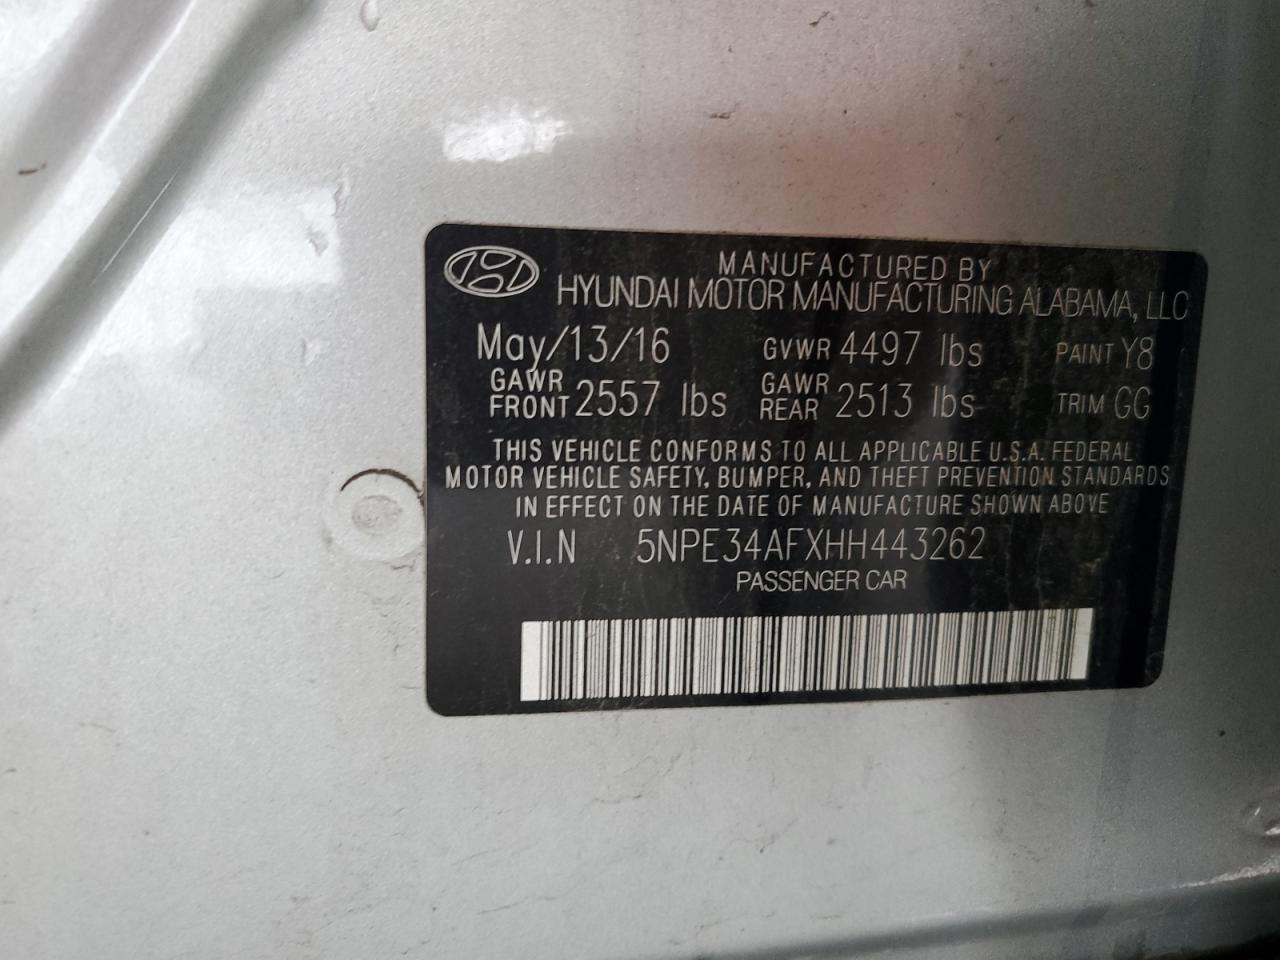 MANUFACTURED BY
HYUNDAI MOTOR MANUFACTURING ALABAMA, LLC
May/13/16 GVWR 4497 lbs PAINT Y8
GAWR FRONT 2557 lbs GAWR REAR 2513 lbs TRIM GG
THIS VEHICLE CONFORMS TO ALL APPLICABLE U.S.A. FEDERAL
MOTOR VEHICLE SAFETY, BUMPER, AND THEFT PREVENTION STANDARDS
IN EFFECT ON THE DATE OF MANUFACTURE SHOWN ABOVE
V.I.N 5NPE34AFXHH443262
PASSENGER CAR